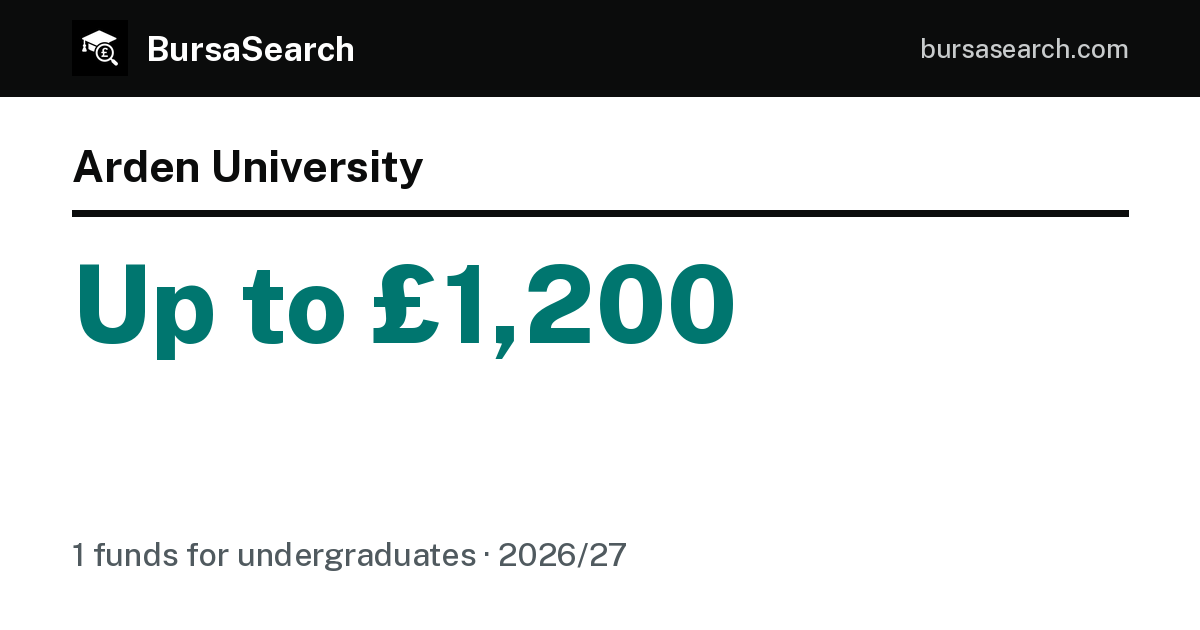 BursaSearch
bursasearch.com
Arden University
Up to £1,200
1 funds for undergraduates · 2026/27